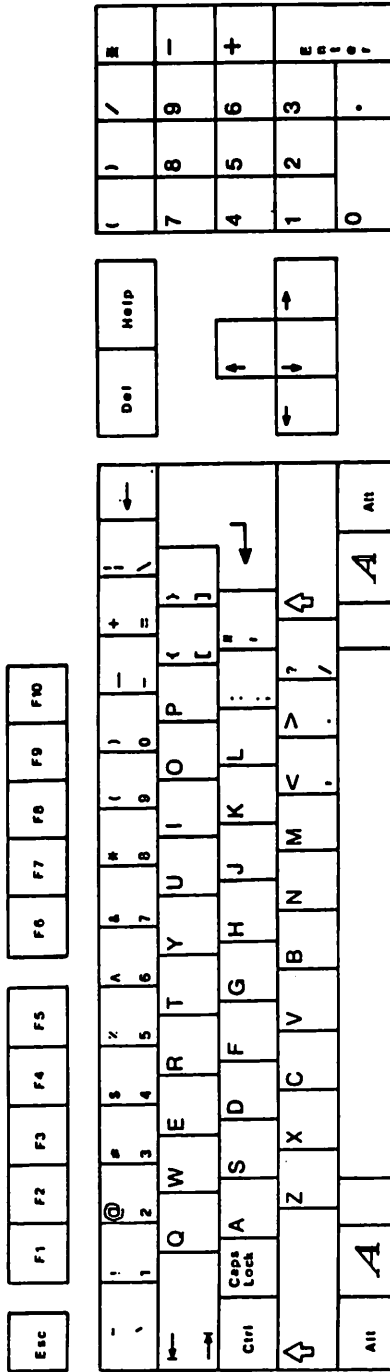 Esc F1 F2 F3 F4 F5 F6 F7 F8 F9 F10
~ ! @ # $ % ^ & * ( ) _ + | ← Del Help ( ) / *
` 1 2 3 4 5 6 7 8 9 0 - = \
Q W E R T Y U I O P { } 7 8 9 -
[ ]
Ctrl Caps Lock A S D F G H J K L : " 4 5 6 +
; '
Z X C V B N M < > ? 1 2 3 Enter
, . /
Alt A A Alt 0 .